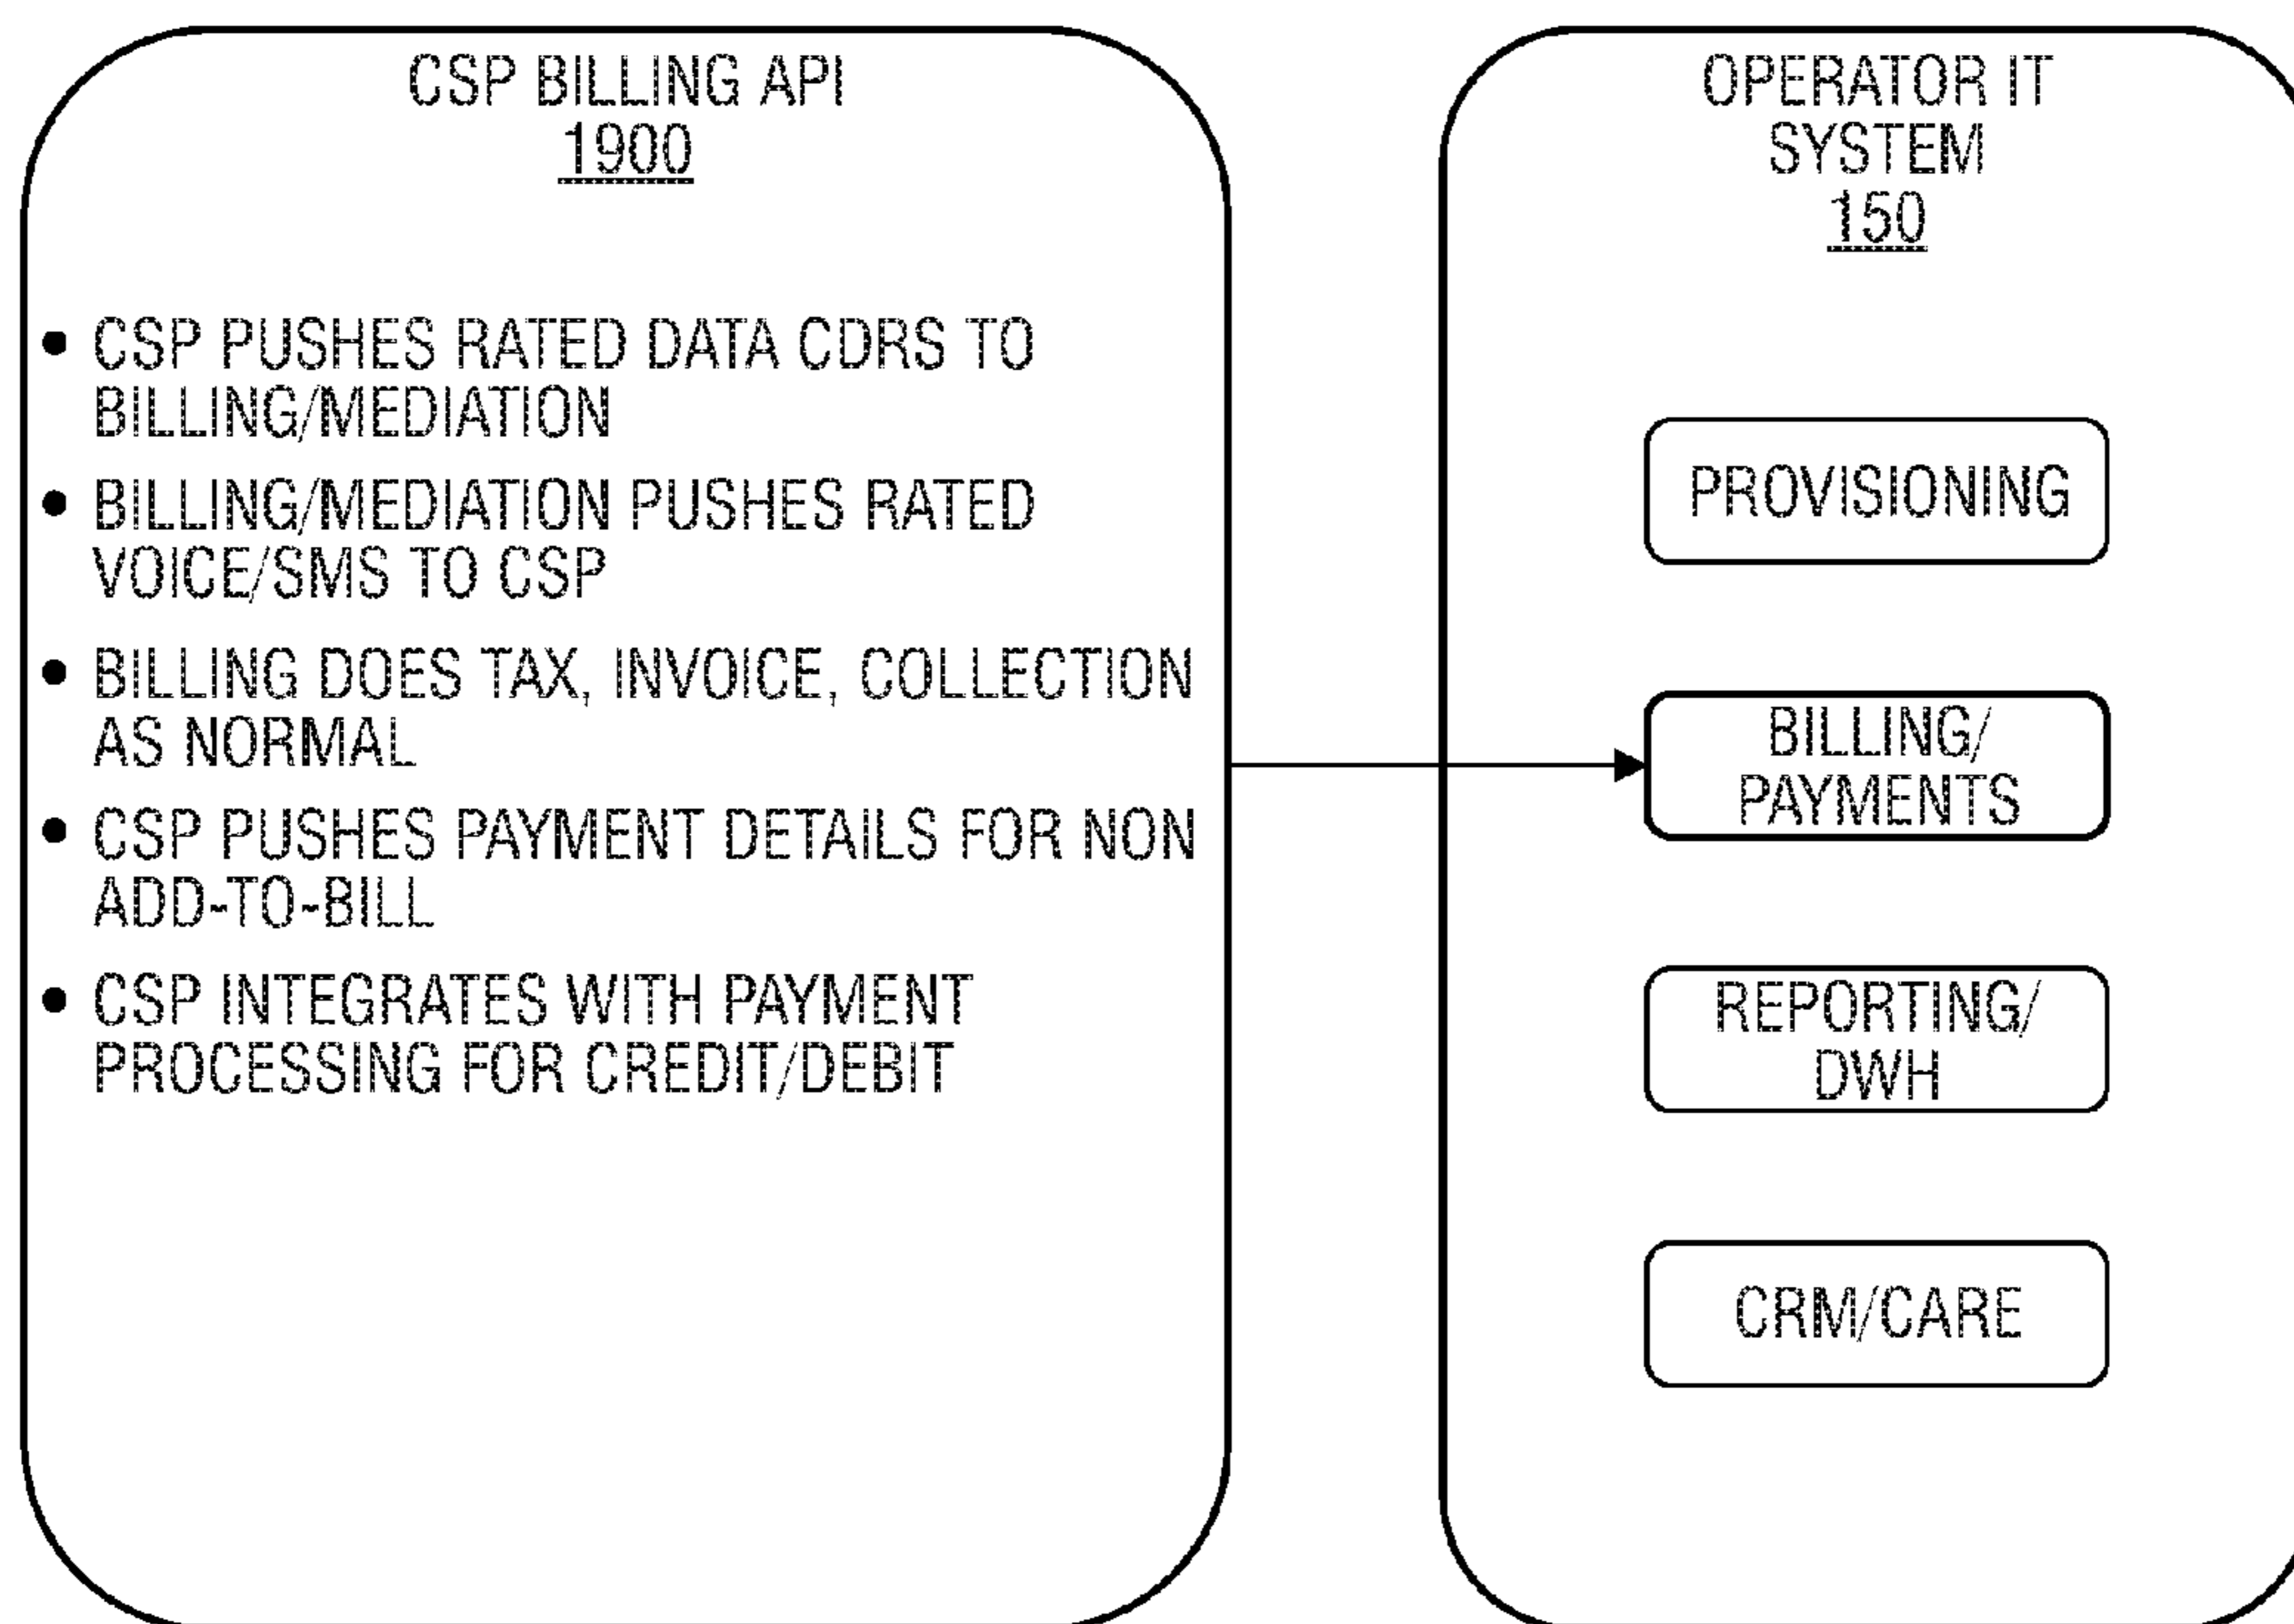 CSP BILLING API
1900
• CSP PUSHES RATED DATA CDRS TO
BILLING/MEDIATION
• BILLING/MEDIATION PUSHES RATED
VOICE/SMS TO CSP
• BILLING DOES TAX, INVOICE, COLLECTION
AS NORMAL
• CSP PUSHES PAYMENT DETAILS FOR NON
ADD-TO-BILL
• CSP INTEGRATES WITH PAYMENT
PROCESSING FOR CREDIT/DEBIT
OPERATOR IT
SYSTEM
150
PROVISIONING
BILLING/
PAYMENTS
REPORTING/
DWH
CRM/CARE